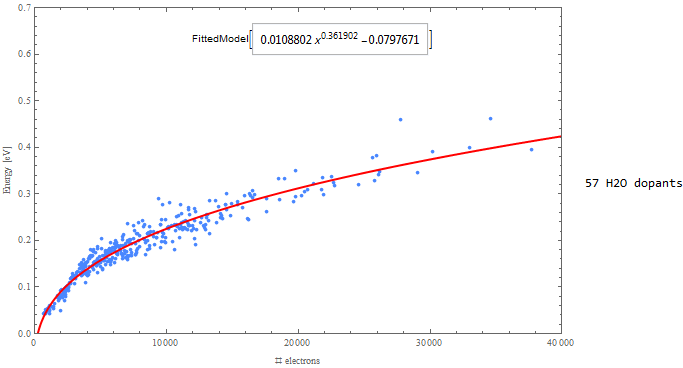 0.7
FittedModel[ 0.0108802 x^0.361902 − 0.0797671 ]
0.6
0.5
0.4
Energy [eV]
57 H2O dopants
0.3
0.2
0.1
0.0
0 10000 20000 30000 40000
# electrons